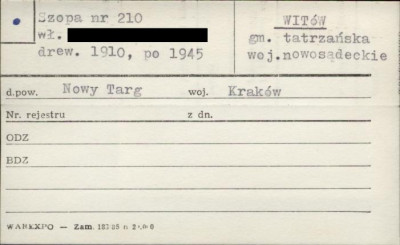 Szopa nr 210
wł.
drew. 1910, po 1945
WITÓW
gm. tatrzańska
woj.nowosądeckie
d.pow. Nowy Targ woj. Kraków
Nr. rejestru z dn.
ODZ
BDZ
WAREXPO — Zam.